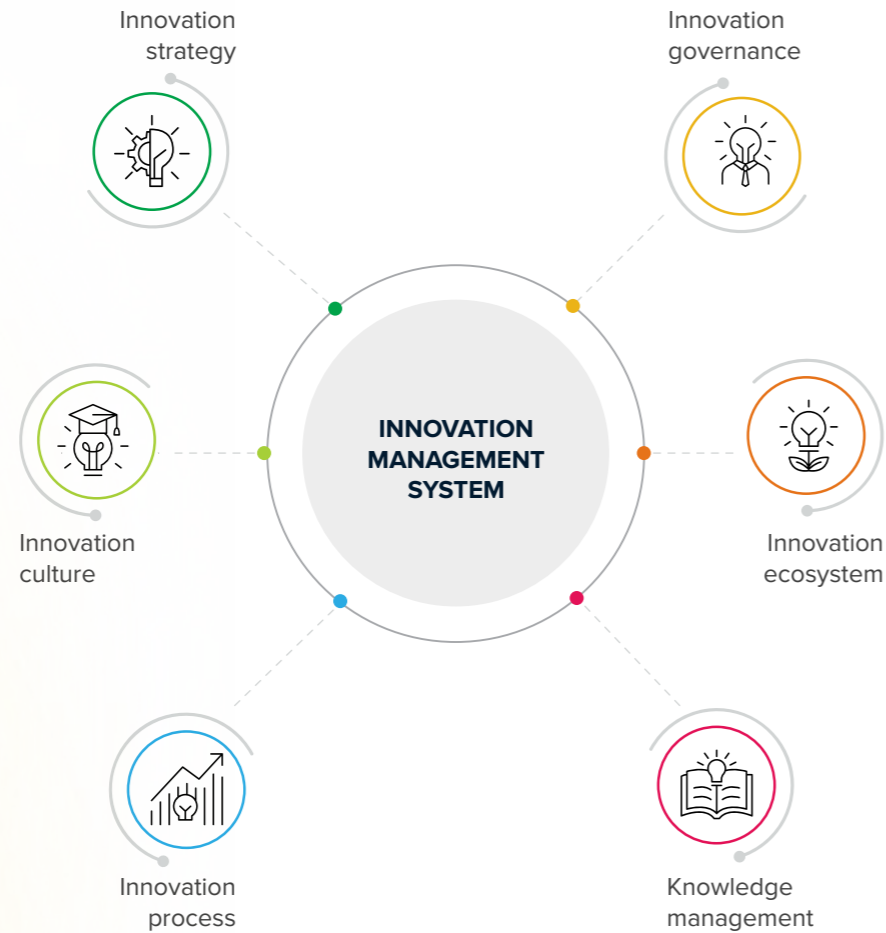 Innovation
strategy
Innovation
governance
INNOVATION
MANAGEMENT
SYSTEM
Innovation
culture
Innovation
ecosystem
Innovation
process
Knowledge
management